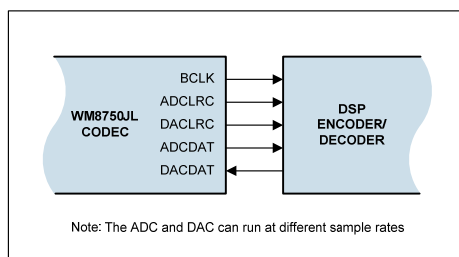 WM8750JL
CODEC
BCLK
ADCLRC
DACLRC
ADCDAT
DACDAT
DSP
ENCODER/
DECODER
Note: The ADC and DAC can run at different sample rates